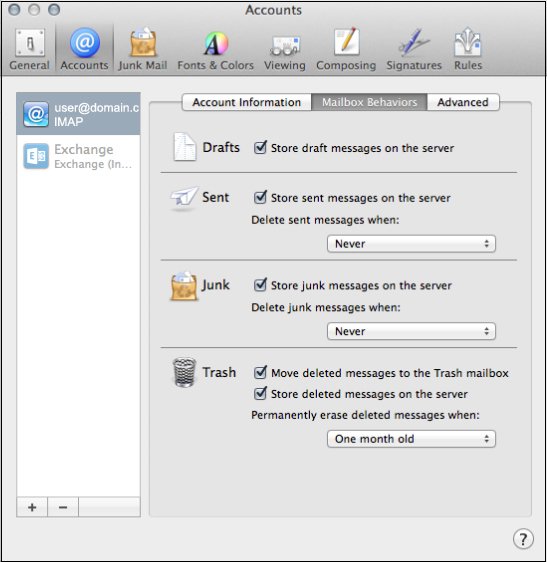 Accounts
General Accounts Junk Mail Fonts & Colors Viewing Composing Signatures Rules
user@domain.c
IMAP
Exchange
Exchange (In...
Account Information Mailbox Behaviors Advanced
Drafts Store draft messages on the server
Sent Store sent messages on the server
Delete sent messages when:
Never
Junk Store junk messages on the server
Delete junk messages when:
Never
Trash Move deleted messages to the Trash mailbox
Store deleted messages on the server
Permanently erase deleted messages when:
One month old
+ − ?